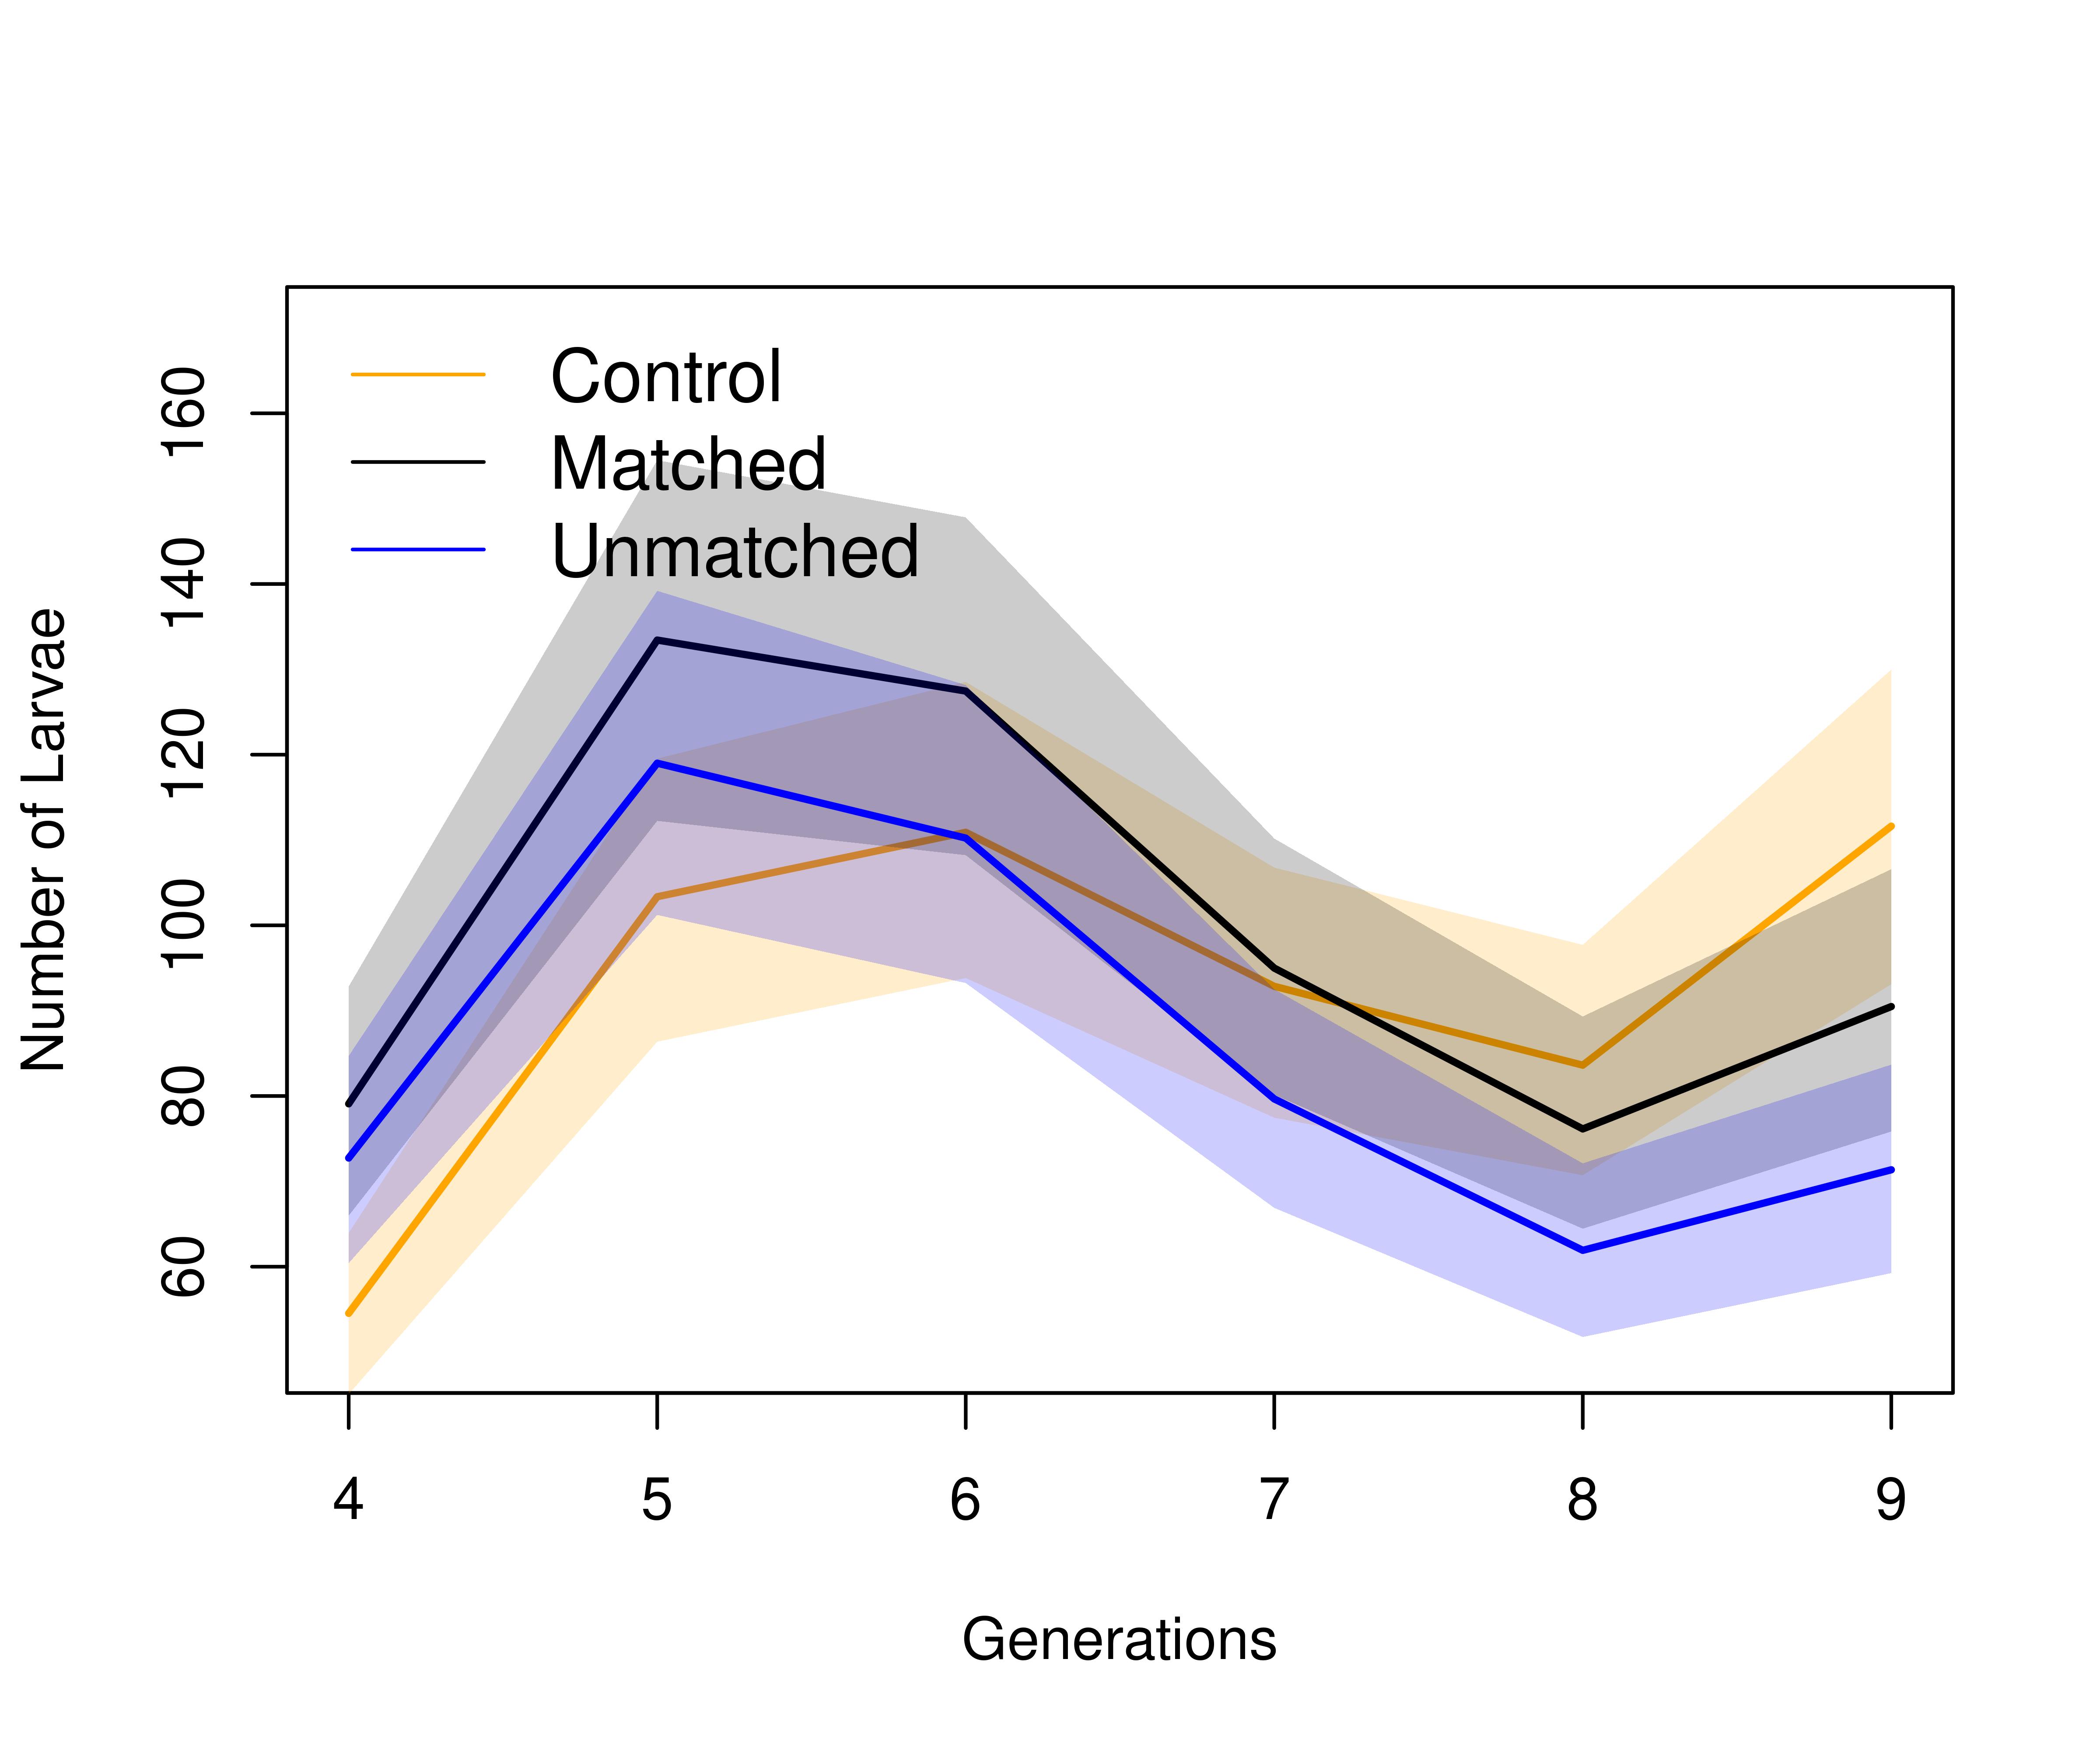 Control
Matched
Unmatched
Number of Larvae
160
140
120
100
80
60
4 5 6 7 8 9
Generations